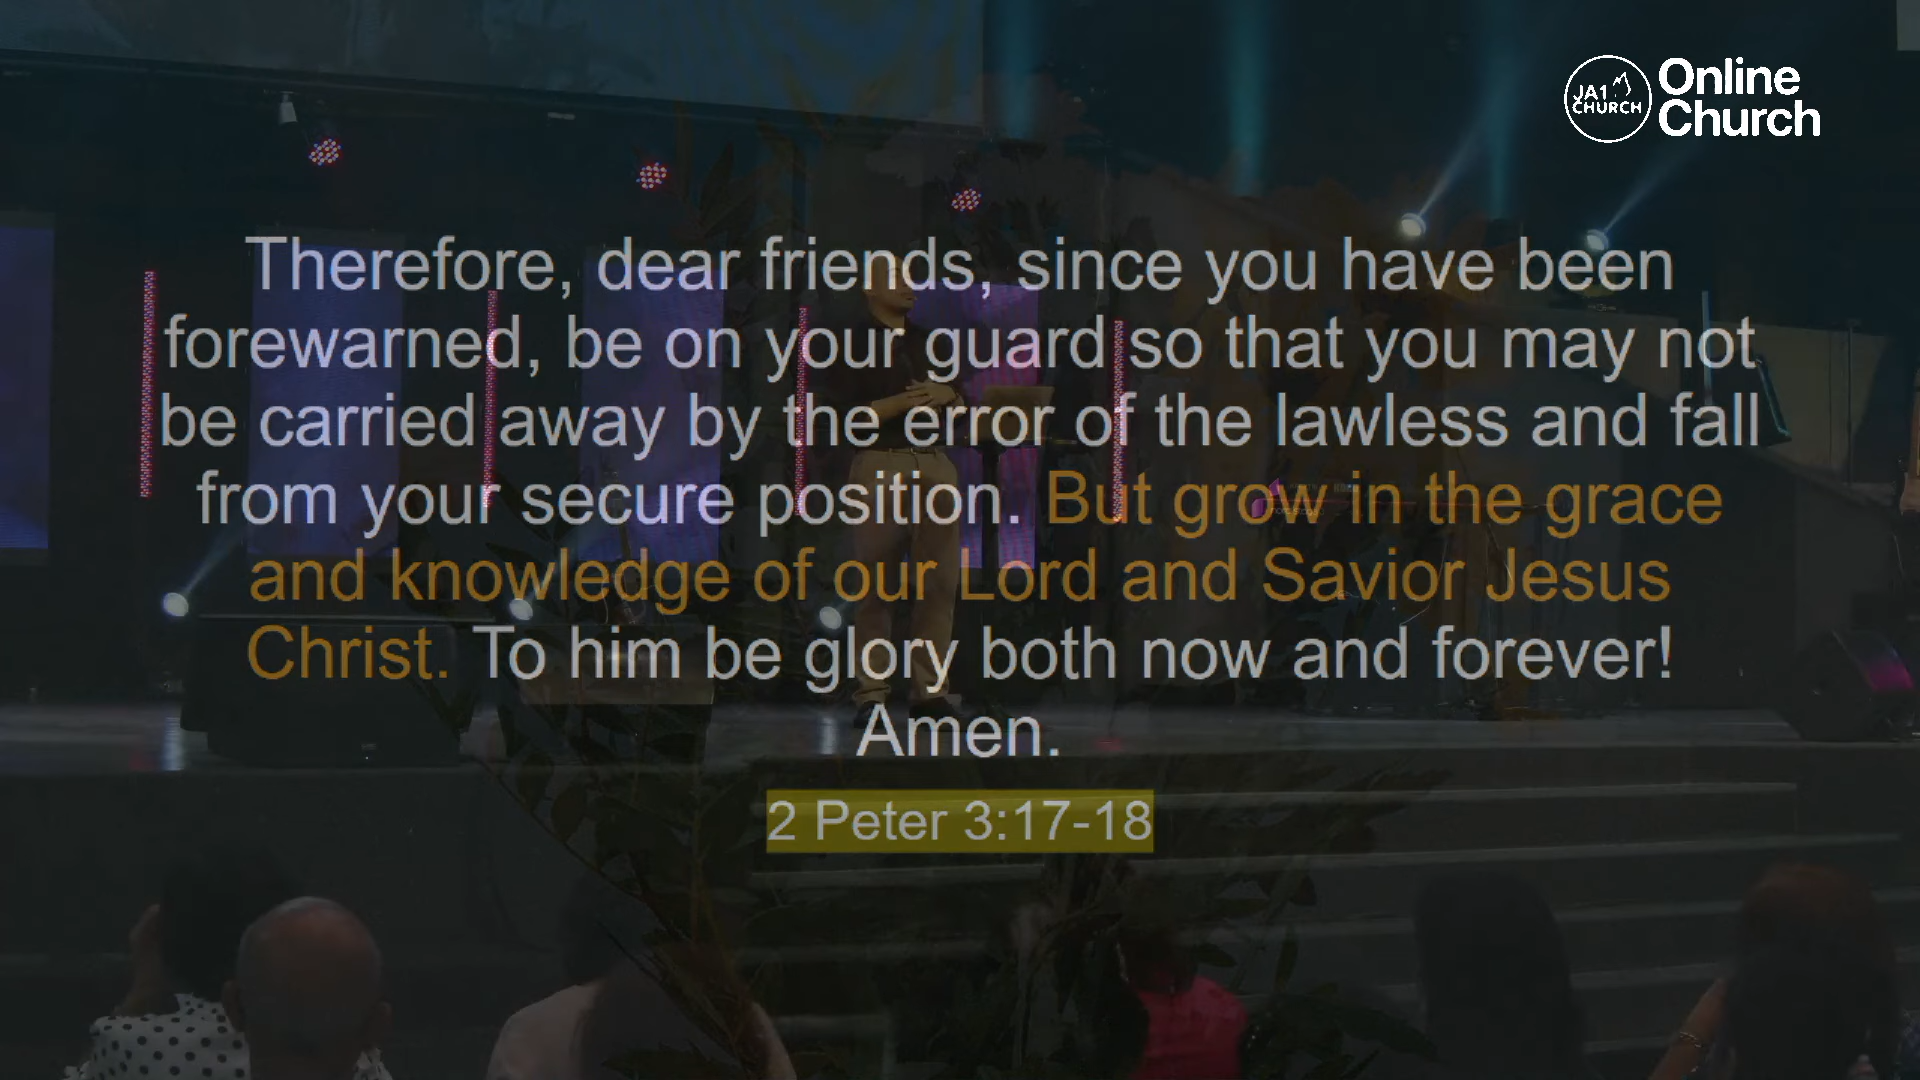 JA1
CHURCH
Online
Church
Therefore, dear friends, since you have been
forewarned, be on your guard so that you may not
be carried away by the error of the lawless and fall
from your secure position. But grow in the grace
and knowledge of our Lord and Savior Jesus
Christ. To him be glory both now and forever!
Amen.
2 Peter 3:17-18